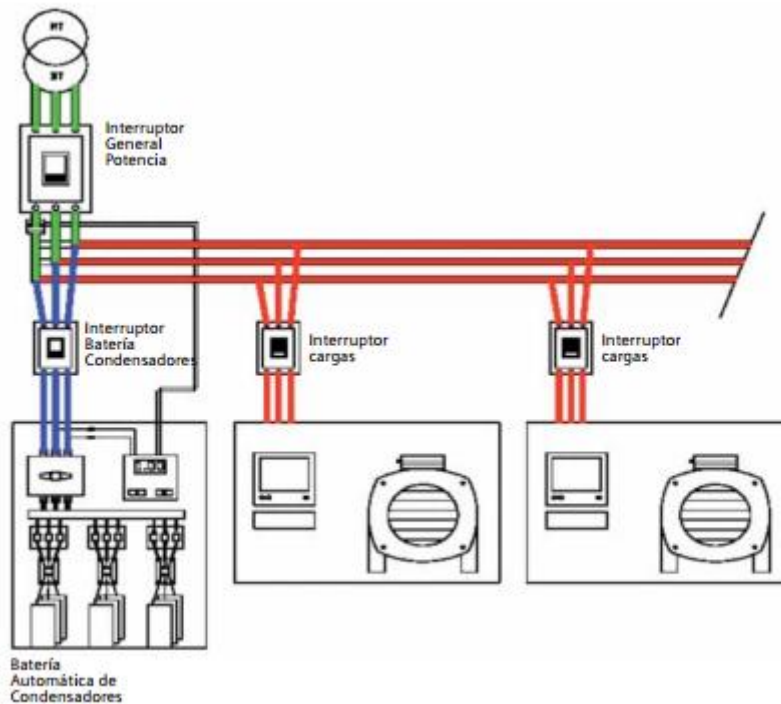 MT
BT
Interruptor
General
Potencia
Interruptor
Batería
Condensadores
Interruptor
cargas
Interruptor
cargas
Batería
Automática de
Condensadores